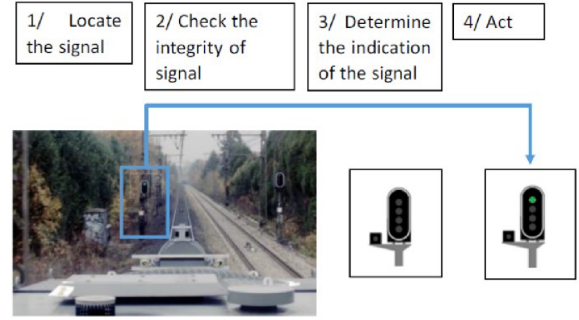 1/ Locate
the signal
2/ Check the
integrity of
signal
3/ Determine
the indication
of the signal
4/ Act